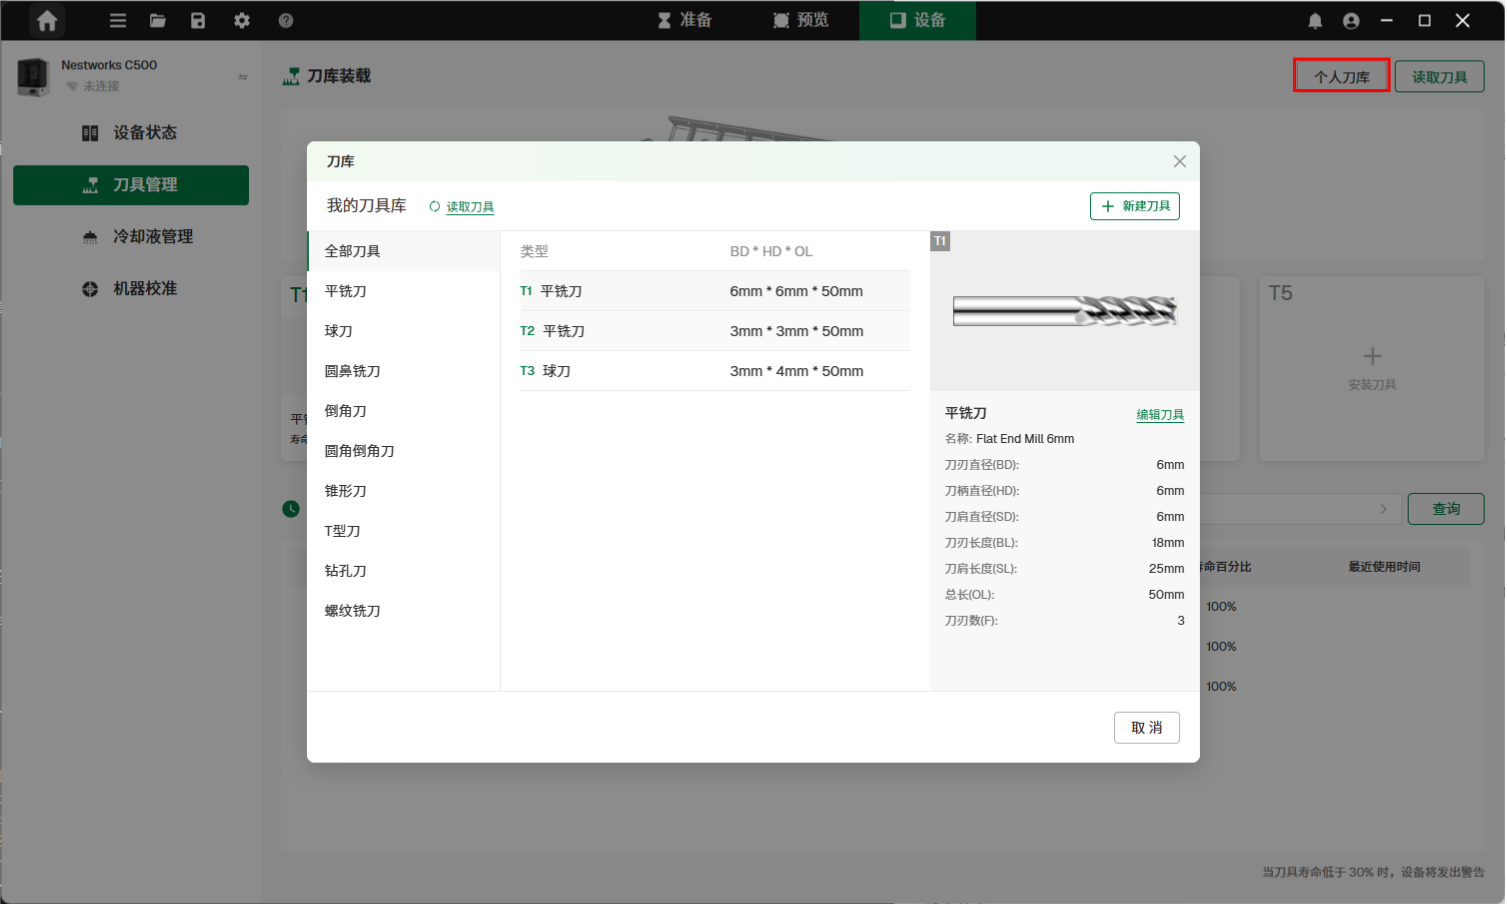 准备
预览
设备
Nestworks C500
未连接
设备状态
刀具管理
冷却液管理
机器校准
刀库装载
个人刀库
读取刀具
刀库
我的刀具库
读取刀具
新建刀具
全部刀具
平铣刀
球刀
圆鼻铣刀
倒角刀
圆角倒角刀
锥形刀
T型刀
钻孔刀
螺纹铣刀
类型 BD * HD * OL
T1 平铣刀 6mm * 6mm * 50mm
T2 平铣刀 3mm * 3mm * 50mm
T3 球刀 3mm * 4mm * 50mm
T1
平铣刀 编辑刀具
名称: Flat End Mill 6mm
刀刃直径(BD): 6mm
刀柄直径(HD): 6mm
刀肩直径(SD): 6mm
刀刃长度(BL): 18mm
刀肩长度(SL): 25mm
总长(OL): 50mm
刀刃数(F): 3
取消
T1
寿命
T5
安装刀具
查询
命百分比 最近使用时间
100%
100%
100%
当刀具寿命低于 30% 时，设备将发出警告